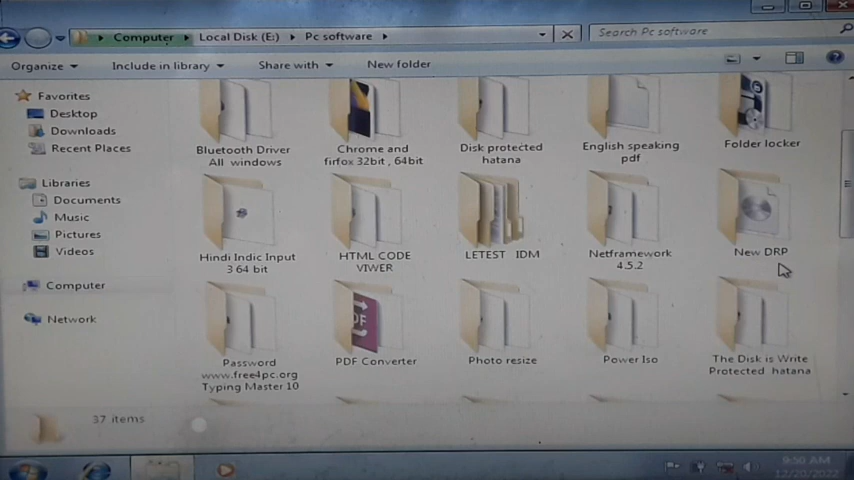 Computer Local Disk (E:) Pc software
Search Pc software
Organize Include in library Share with New folder
Favorites
Desktop
Downloads
Recent Places
Libraries
Documents
Music
Pictures
Videos
Computer
Network
Bluetooth Driver
All windows
Chrome and
firfox 32bit , 64bit
Disk protected
hatana
English speaking
pdf
Folder locker
Hindi Indic Input
3 64 bit
HTML CODE
VIWER
LETEST IDM
Netframework
4.5.2
New DRP
Password
www.free4pc.org
Typing Master 10
PDF Converter
Photo resize
Power Iso
The Disk is Write
Protected hatana
37 items
9:50 AM
12/20/2022